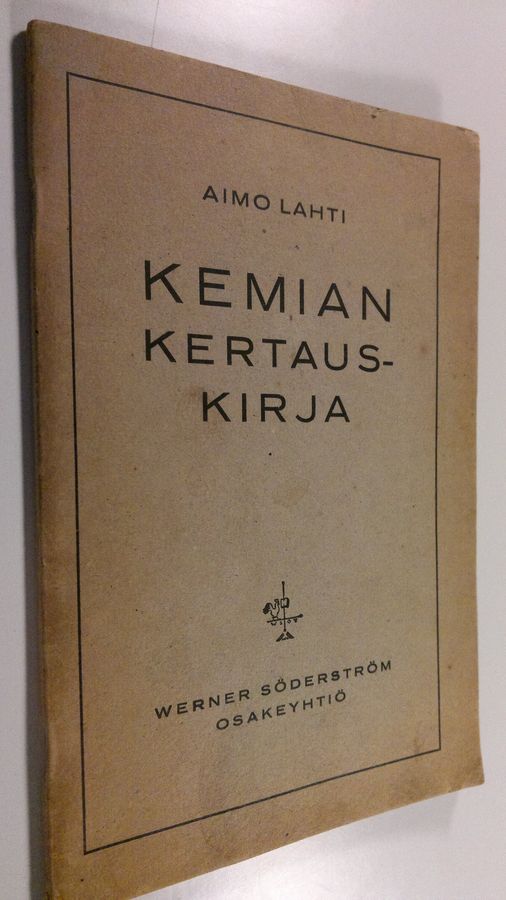 AIMO LAHTI
KEMIAN
KERTAUS-
KIRJA
WERNER SÖDERSTRÖM
OSAKEYHTIÖ